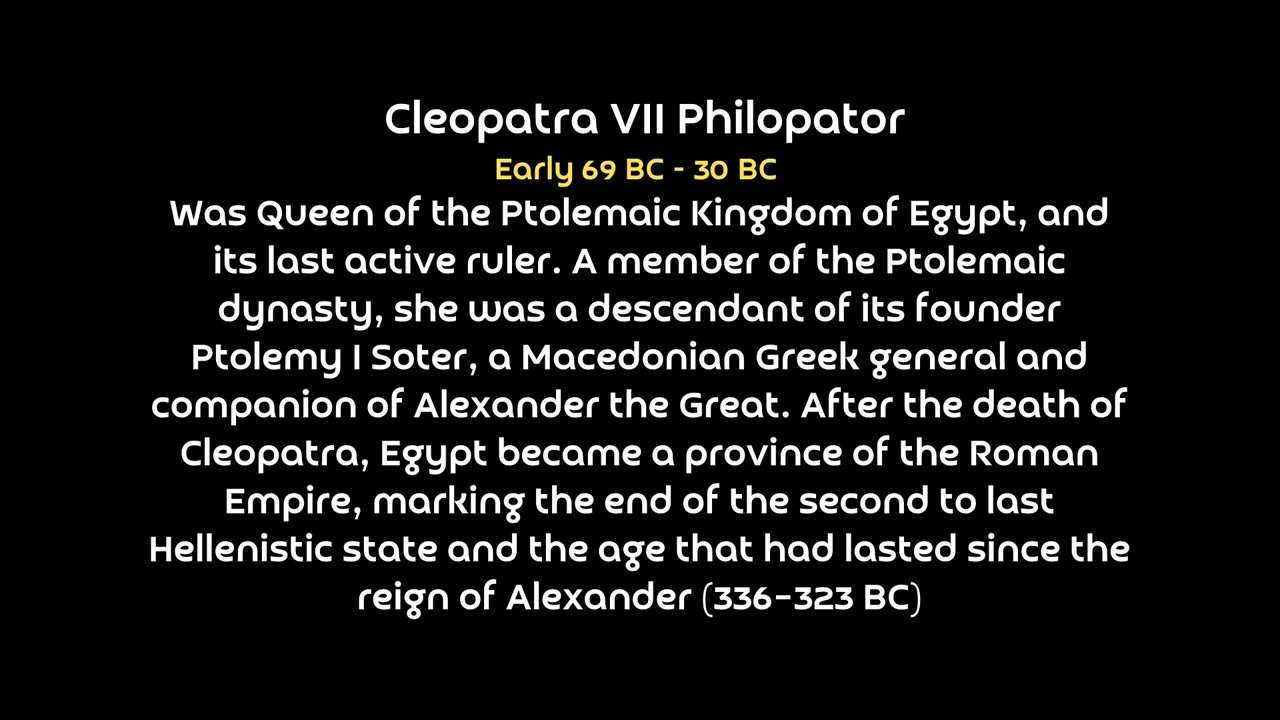 Cleopatra VII Philopator
Early 69 BC - 30 BC
Was Queen of the Ptolemaic Kingdom of Egypt, and
its last active ruler. A member of the Ptolemaic
dynasty, she was a descendant of its founder
Ptolemy I Soter, a Macedonian Greek general and
companion of Alexander the Great. After the death of
Cleopatra, Egypt became a province of the Roman
Empire, marking the end of the second to last
Hellenistic state and the age that had lasted since the
reign of Alexander (336–323 BC)